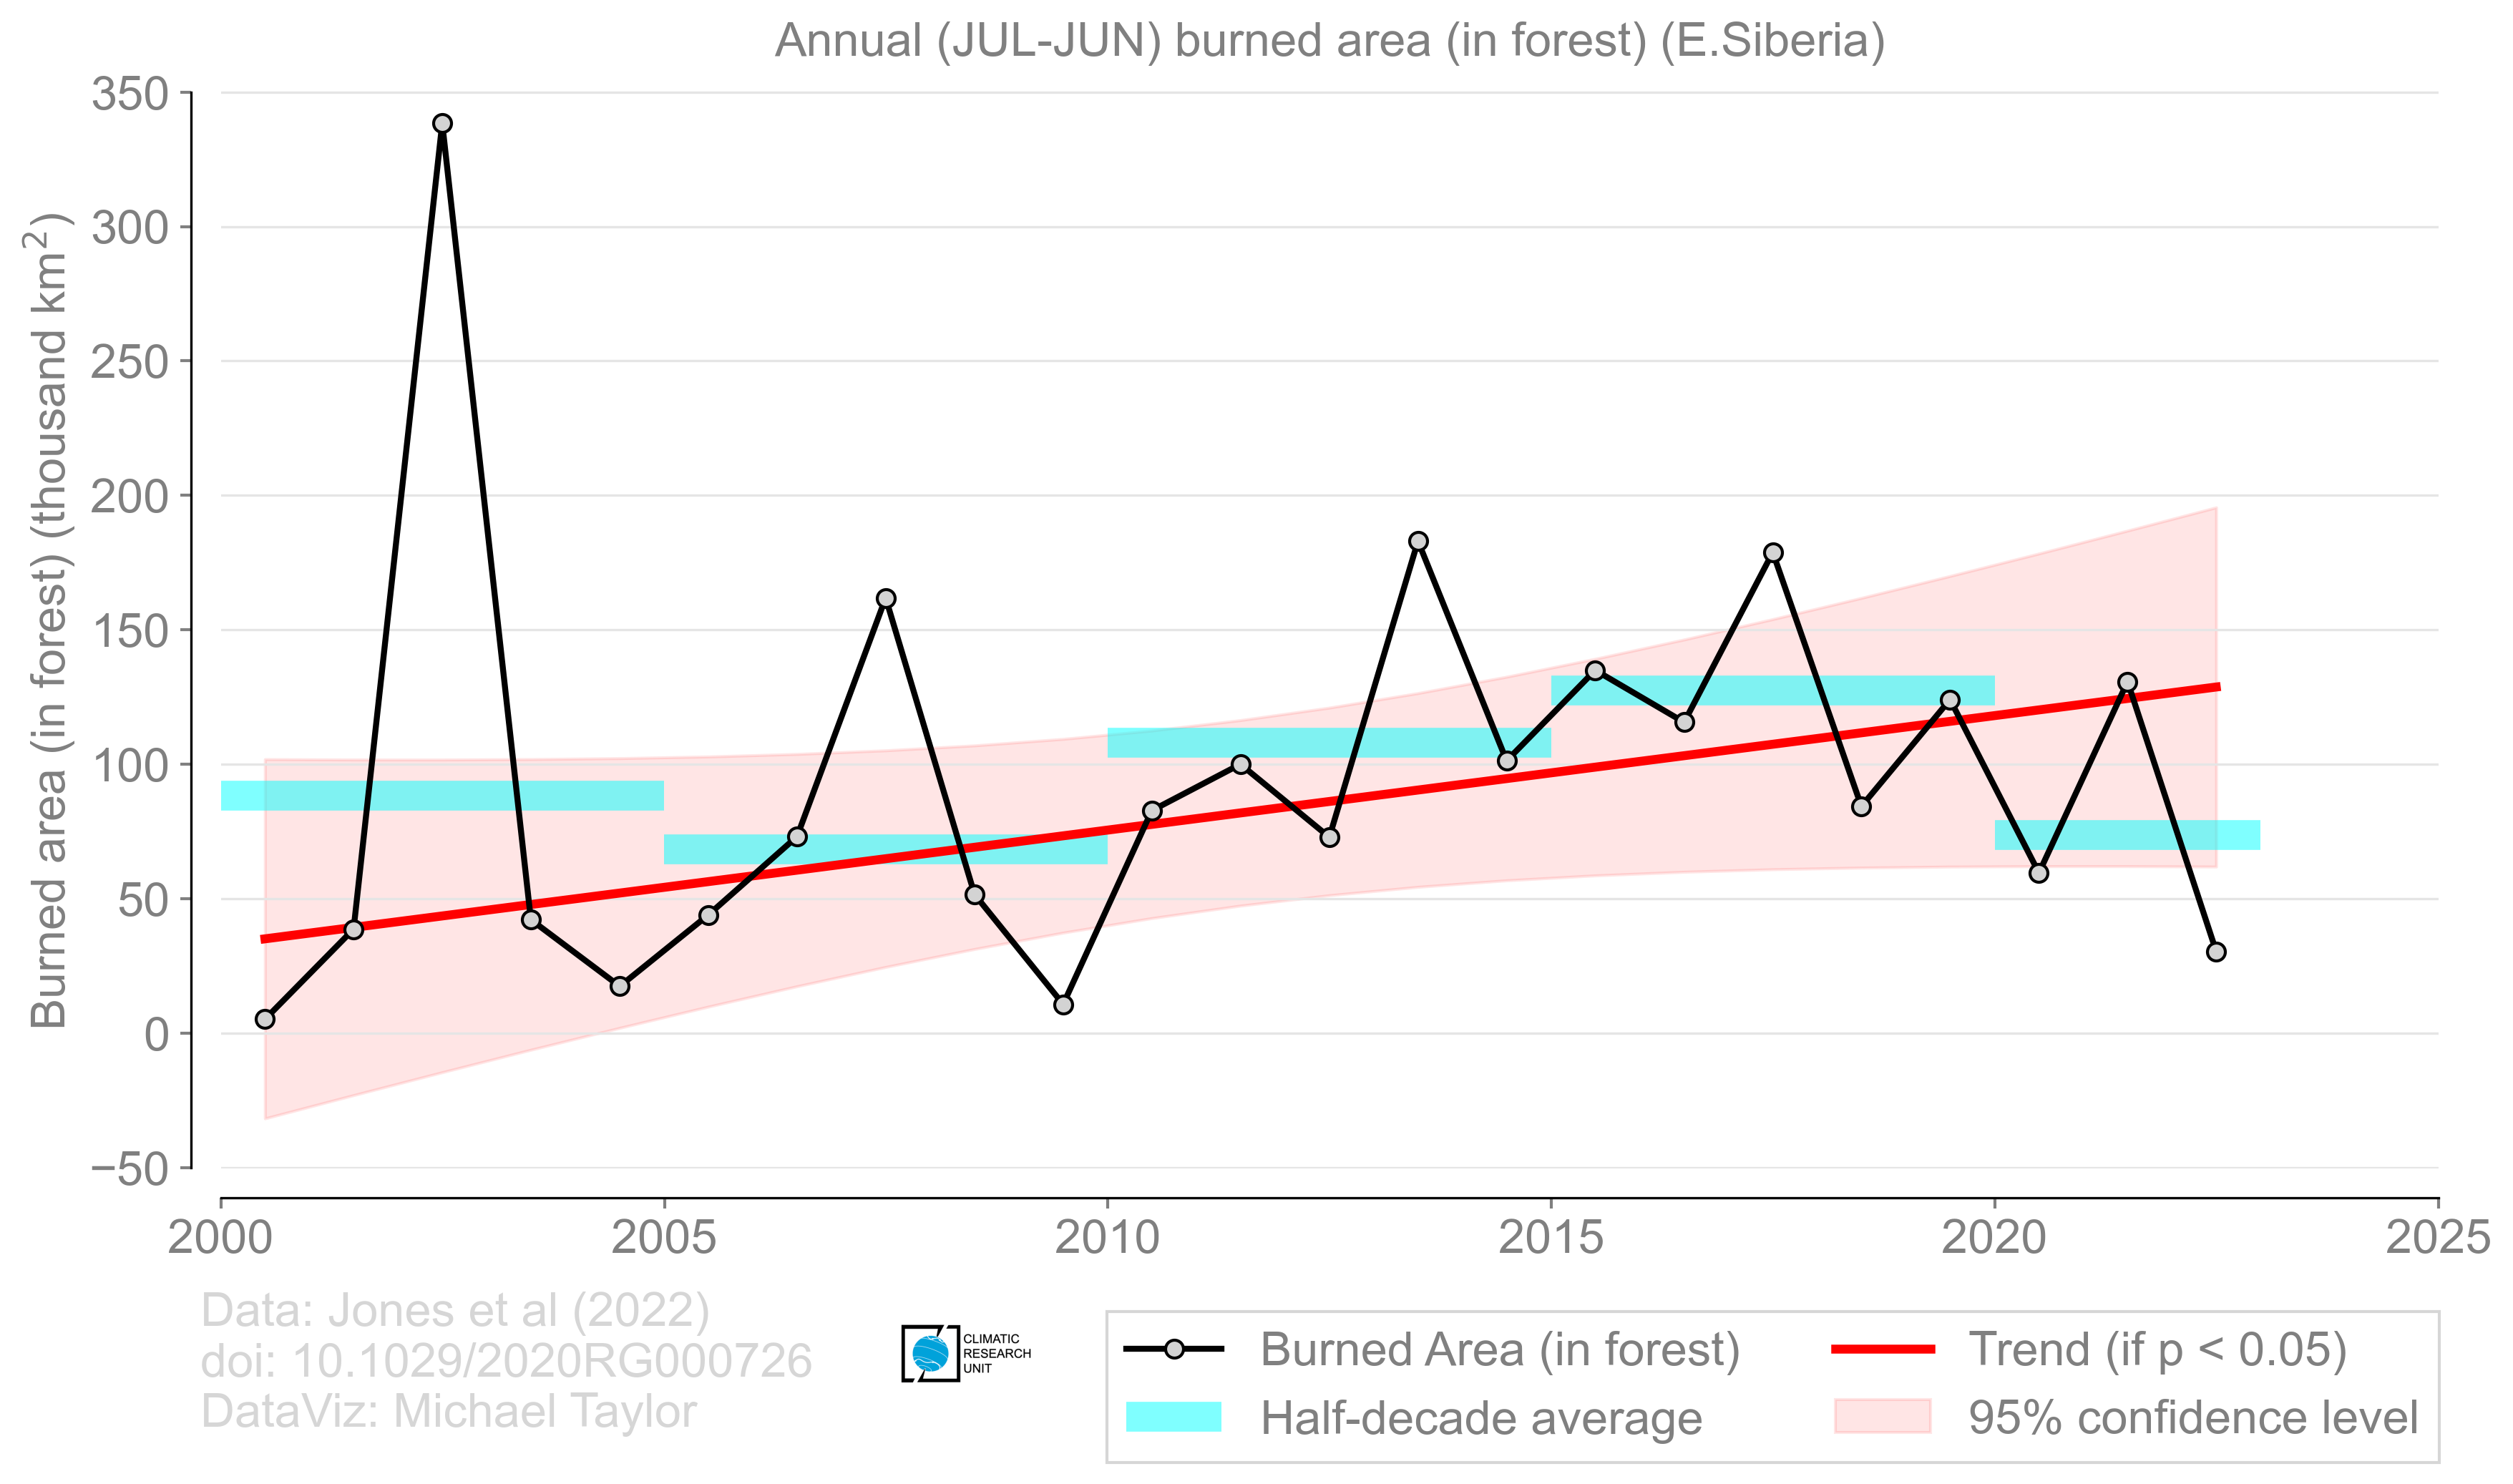 Annual (JUL-JUN) burned area (in forest) (E.Siberia)
Burned area (in forest) (thousand km²)
350
300
250
200
150
100
50
0
−50
2000 2005 2010 2015 2020 2025
Data: Jones et al (2022)
doi: 10.1029/2020RG000726
DataViz: Michael Taylor
CLIMATIC
RESEARCH
UNIT
Burned Area (in forest)
Half-decade average
Trend (if p < 0.05)
95% confidence level